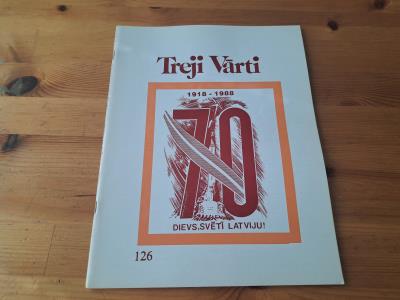 Treji Vārti
1918 - 1988
70
DIEVS, SVĒTĪ LATVIJU!
126